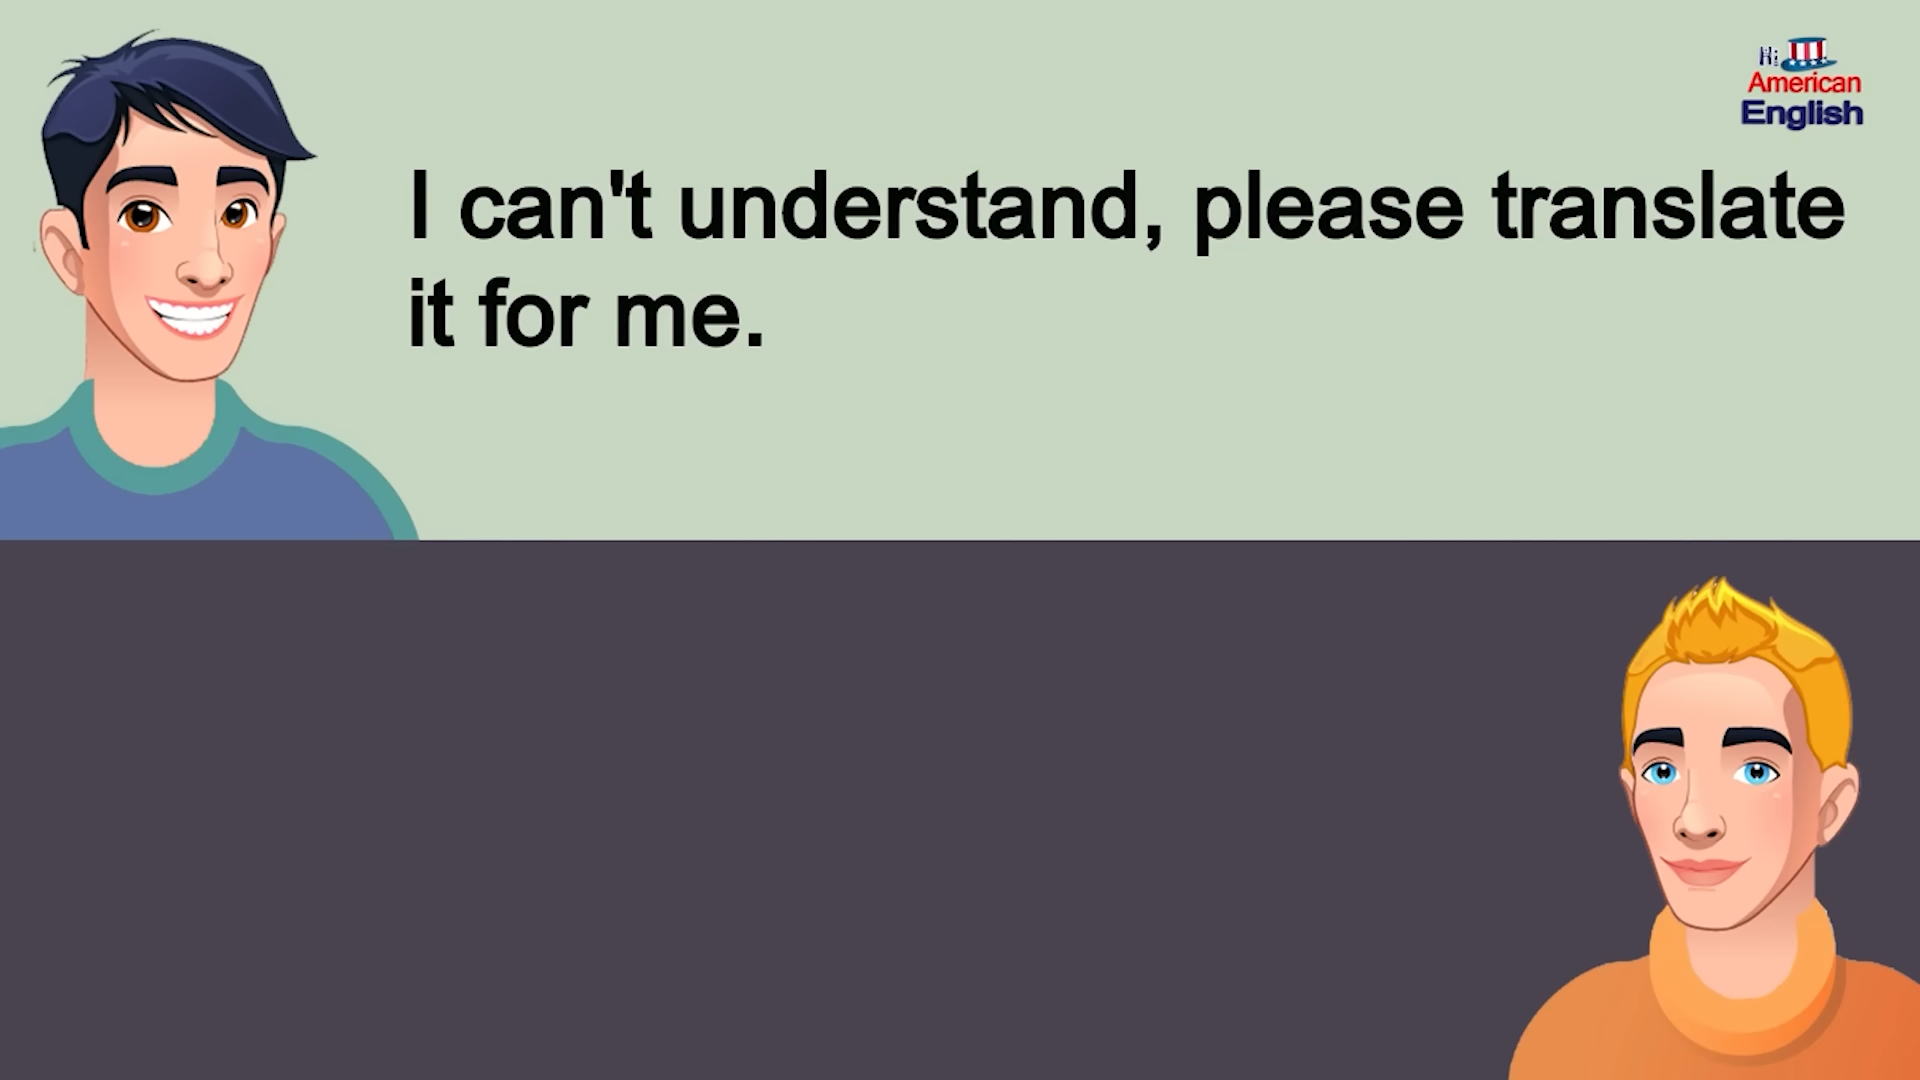 Hi
American
English
I can't understand, please translate
it for me.